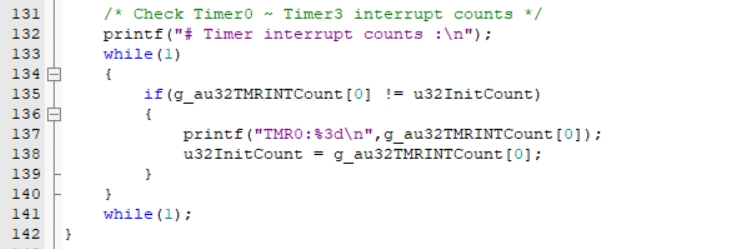 131 /* Check Timer0 ~ Timer3 interrupt counts */
132 printf("# Timer interrupt counts :\n");
133 while(1)
134 {
135 if(g_au32TMRINTCount[0] != u32InitCount)
136 {
137 printf("TMR0:%3d\n",g_au32TMRINTCount[0]);
138 u32InitCount = g_au32TMRINTCount[0];
139 }
140 }
141 while(1);
142 }